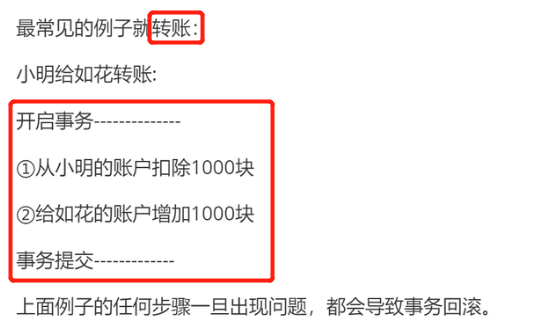 最常见的例子就转账：
小明给如花转账:
开启事务--------------
①从小明的账户扣除1000块
②给如花的账户增加1000块
事务提交-------------
上面例子的任何步骤一旦出现问题，都会导致事务回滚。